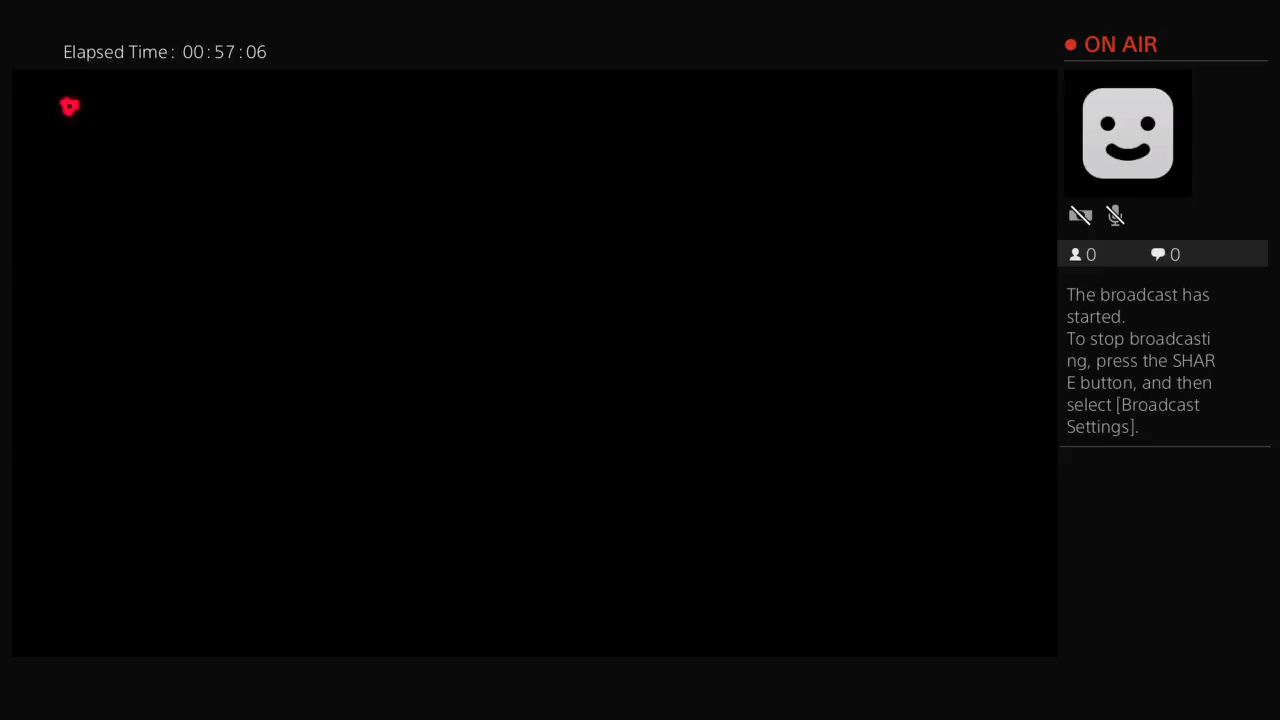 Elapsed Time: 00:57:06
ON AIR
0 0
The broadcast has
started.
To stop broadcasti
ng, press the SHAR
E button, and then
select [Broadcast
Settings].